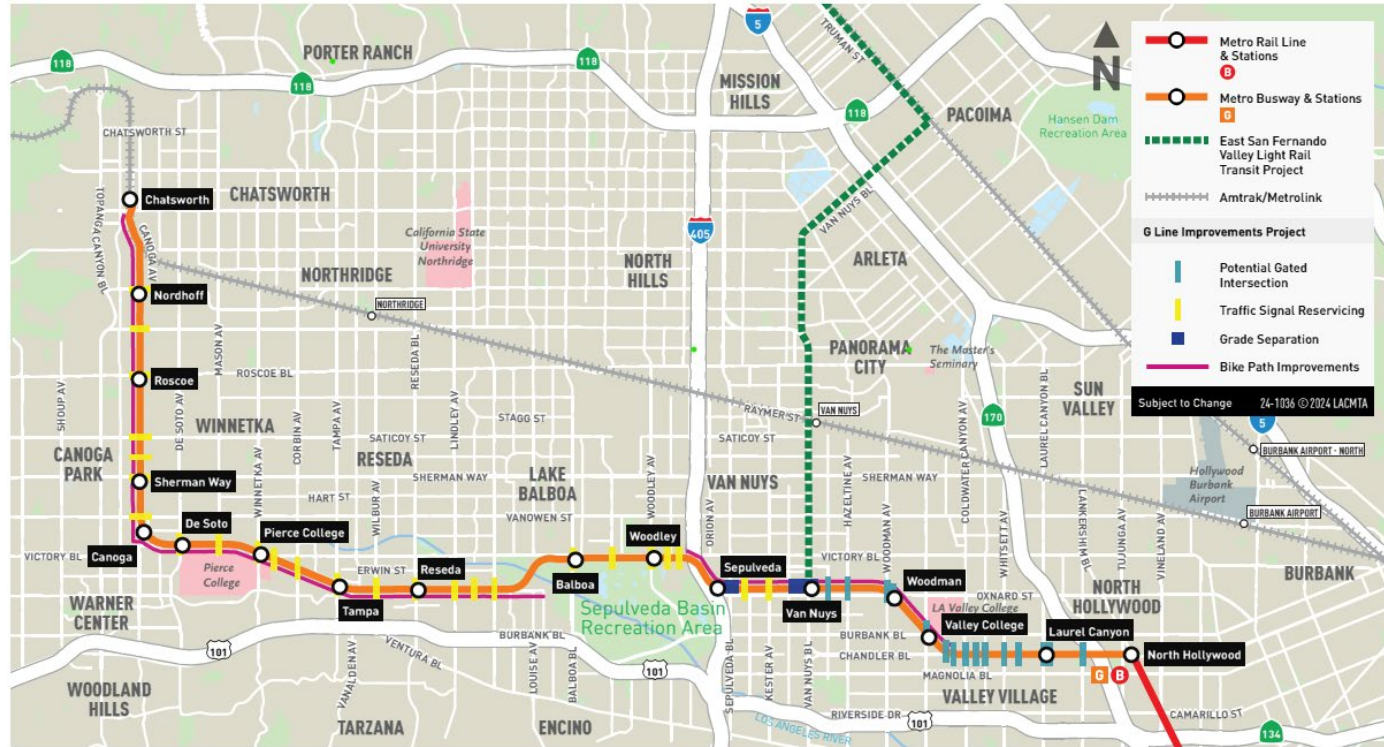 5
118
118
118
118
PORTER RANCH
TRUMAN ST
MISSION
HILLS
PACOIMA
Hansen Dam
Recreation Area
N
Metro Rail Line
& Stations
B
Metro Busway & Stations
G
East San Fernando
Valley Light Rail
Transit Project
Amtrak/Metrolink
G Line Improvements Project
Potential Gated
Intersection
Traffic Signal Reservicing
Grade Separation
Bike Path Improvements
Subject to Change 24-1036 © 2024 LACMTA
CHATSWORTH ST
Chatsworth
CHATSWORTH
TOPANGA CANYON BL
CANOGA AV
California State
University
Northridge
405
VAN NUYS BL
NORTHRIDGE
NORTH
HILLS
ARLETA
Nordhoff
NORTHRIDGE
MASON AV
RESEDA BL
PANORAMA
CITY
The Master's
Seminary
Roscoe
ROSCOE BL
SHOUP AV
DE SOTO AV
WINNETKA
CORBIN AV
TAMPA AV
LINDLEY AV
STAGG ST
RAYMER ST
VAN NUYS
COLDWATER CANYON AV
170
LAUREL CANYON BL
SUN
VALLEY
5
CANOGA
PARK
WINNETKA AV
SATICOY ST
RESEDA
SATICOY ST
BURBANK AIRPORT - NORTH
Sherman Way
HART ST
WILBUR AV
SHERMAN WAY
LAKE
BALBOA
WOODLEY AV
VAN NUYS
SHERMAN WAY
HAZELTINE AV
Hollywood
Burbank
Airport
BURBANK AIRPORT
VANOWEN ST
ORION AV
WOODMAN AV
WHITSETT AV
LANKERSHIM BL
TUJUNGA AV
VINELAND AV
De Soto
Pierce College
Woodley
VICTORY BL
Canoga
Pierce
College
ERWIN ST
Reseda
Balboa
Sepulveda
VICTORY BL
Woodman
BURBANK
WARNER
CENTER
Tampa
Sepulveda Basin
Recreation Area
Van Nuys
OXNARD ST
LA Valley College
NORTH
HOLLYWOOD
Valley College
Laurel Canyon
101
VANALDEN AV
VENTURA BL
BURBANK BL
LOUISE AV
BALBOA BL
101
SEPULVEDA BL
KESTER AV
VAN NUYS BL
BURBANK BL
CHANDLER BL
North Hollywood
MAGNOLIA BL
G
B
WOODLAND
HILLS
VALLEY VILLAGE
TARZANA
ENCINO
LOS ANGELES RIVER
RIVERSIDE DR
101
CAMARILLO ST
134